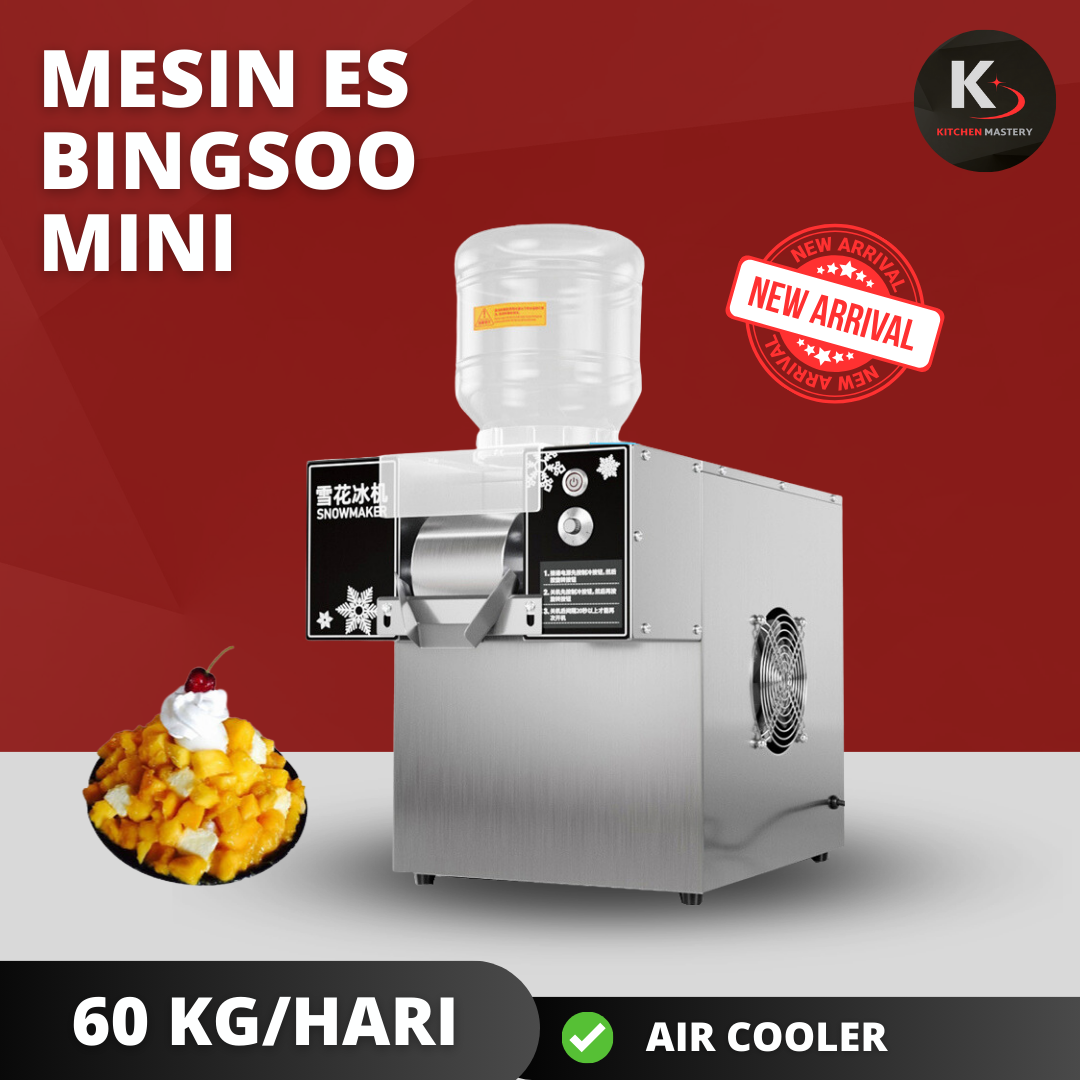 MESIN ES
BINGSOO
MINI
K
KITCHEN MASTERY
NEW ARRIVAL
NEW ARRIVAL
NEW ARRIVAL
雪花冰机
SNOWMAKER
60 KG/HARI
AIR COOLER